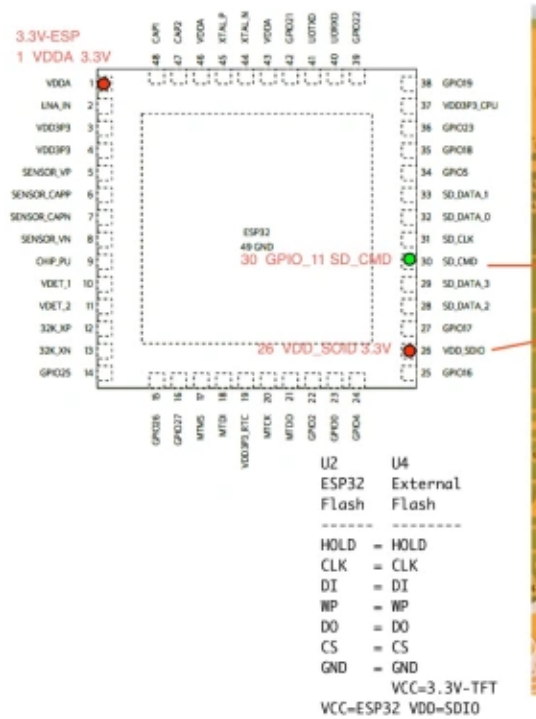 3.3V-ESP
1 VDDA 3.3V
48 CAP1
47 CAP2
46 VDDA
45 XTAL_P
44 XTAL_N
43 VDDA
42 GPIO21
41 U0TXD
40 U0RXD
39 GPIO22
VDDA 1
LNA_IN 2
VDD3P3 3
VDD3P3 4
SENSOR_VP 5
SENSOR_CAPP 6
SENSOR_CAPN 7
SENSOR_VN 8
CHIP_PU 9
VDET_1 10
VDET_2 11
32K_XP 12
32K_XN 13
GPIO25 14
ESP32
49 GND
30 GPIO_11 SD_CMD
26 VDD_SOID 3.3V
38 GPIO19
37 VDD3P3_CPU
36 GPIO23
35 GPIO18
34 GPIO5
33 SD_DATA_1
32 SD_DATA_0
31 SD_CLK
30 SD_CMD
29 SD_DATA_3
28 SD_DATA_2
27 GPIO17
26 VDD_SDIO
25 GPIO16
15 GPIO26
16 GPIO27
17 MTMS
18 MTDI
19 VDD3P3_RTC
20 MTCK
21 MTDO
22 GPIO2
23 GPIO0
24 GPIO4
U2 U4
ESP32 External
Flash Flash
------ --------
HOLD = HOLD
CLK = CLK
DI = DI
WP = WP
DO = DO
CS = CS
GND = GND
VCC=3.3V-TFT
VCC=ESP32 VDD=SDIO